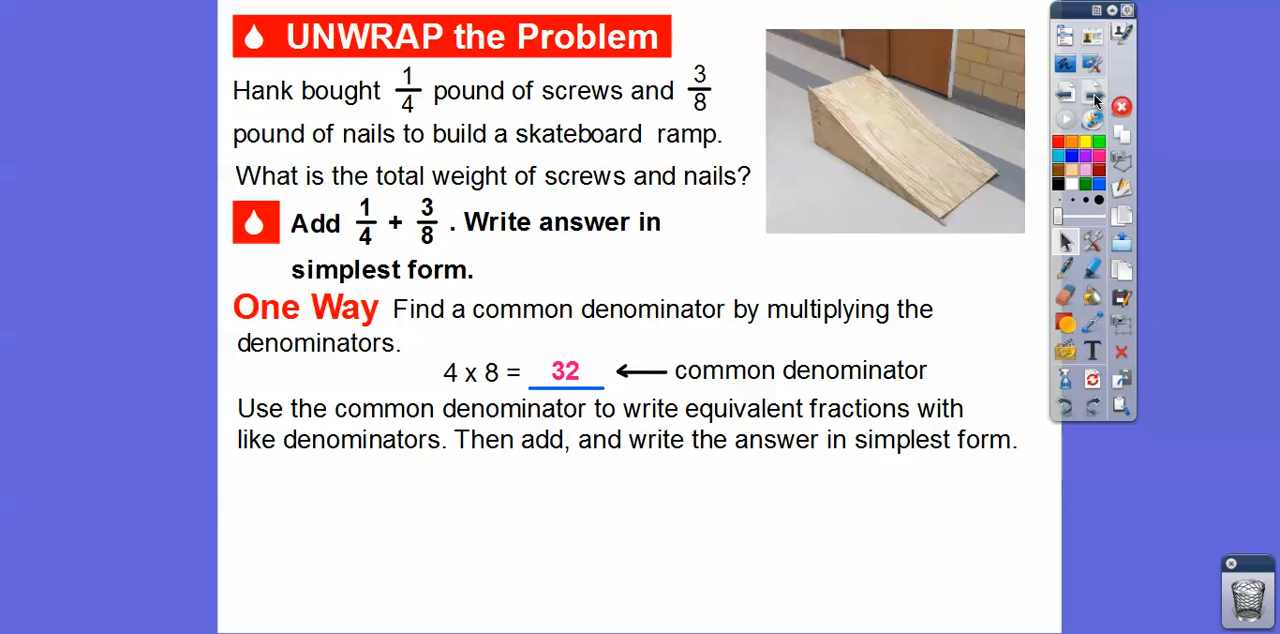 UNWRAP the Problem
Hank bought 1/4 pound of screws and 3/8
pound of nails to build a skateboard ramp.
What is the total weight of screws and nails?
Add 1/4 + 3/8 . Write answer in
simplest form.
One Way Find a common denominator by multiplying the
denominators.
4 x 8 = 32 ← common denominator
Use the common denominator to write equivalent fractions with
like denominators. Then add, and write the answer in simplest form.